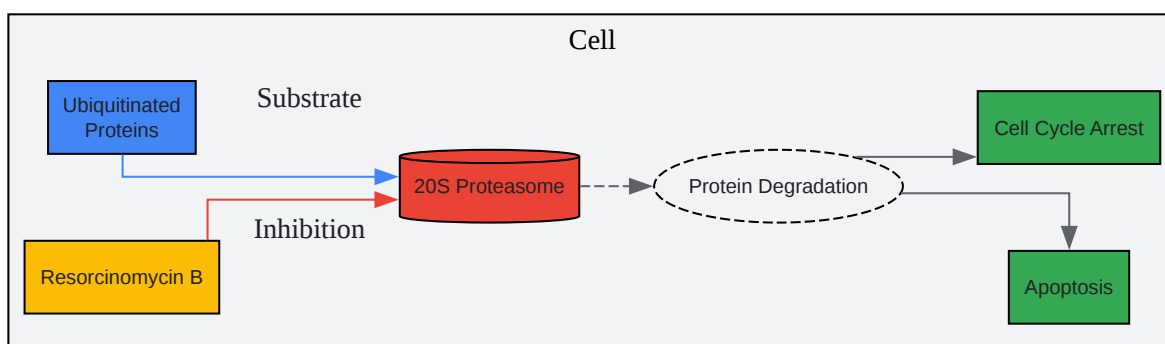 Cell
Ubiquitinated
Proteins
Substrate
Cell Cycle Arrest
20S Proteasome
Protein Degradation
Inhibition
Resorcinomycin B
Apoptosis